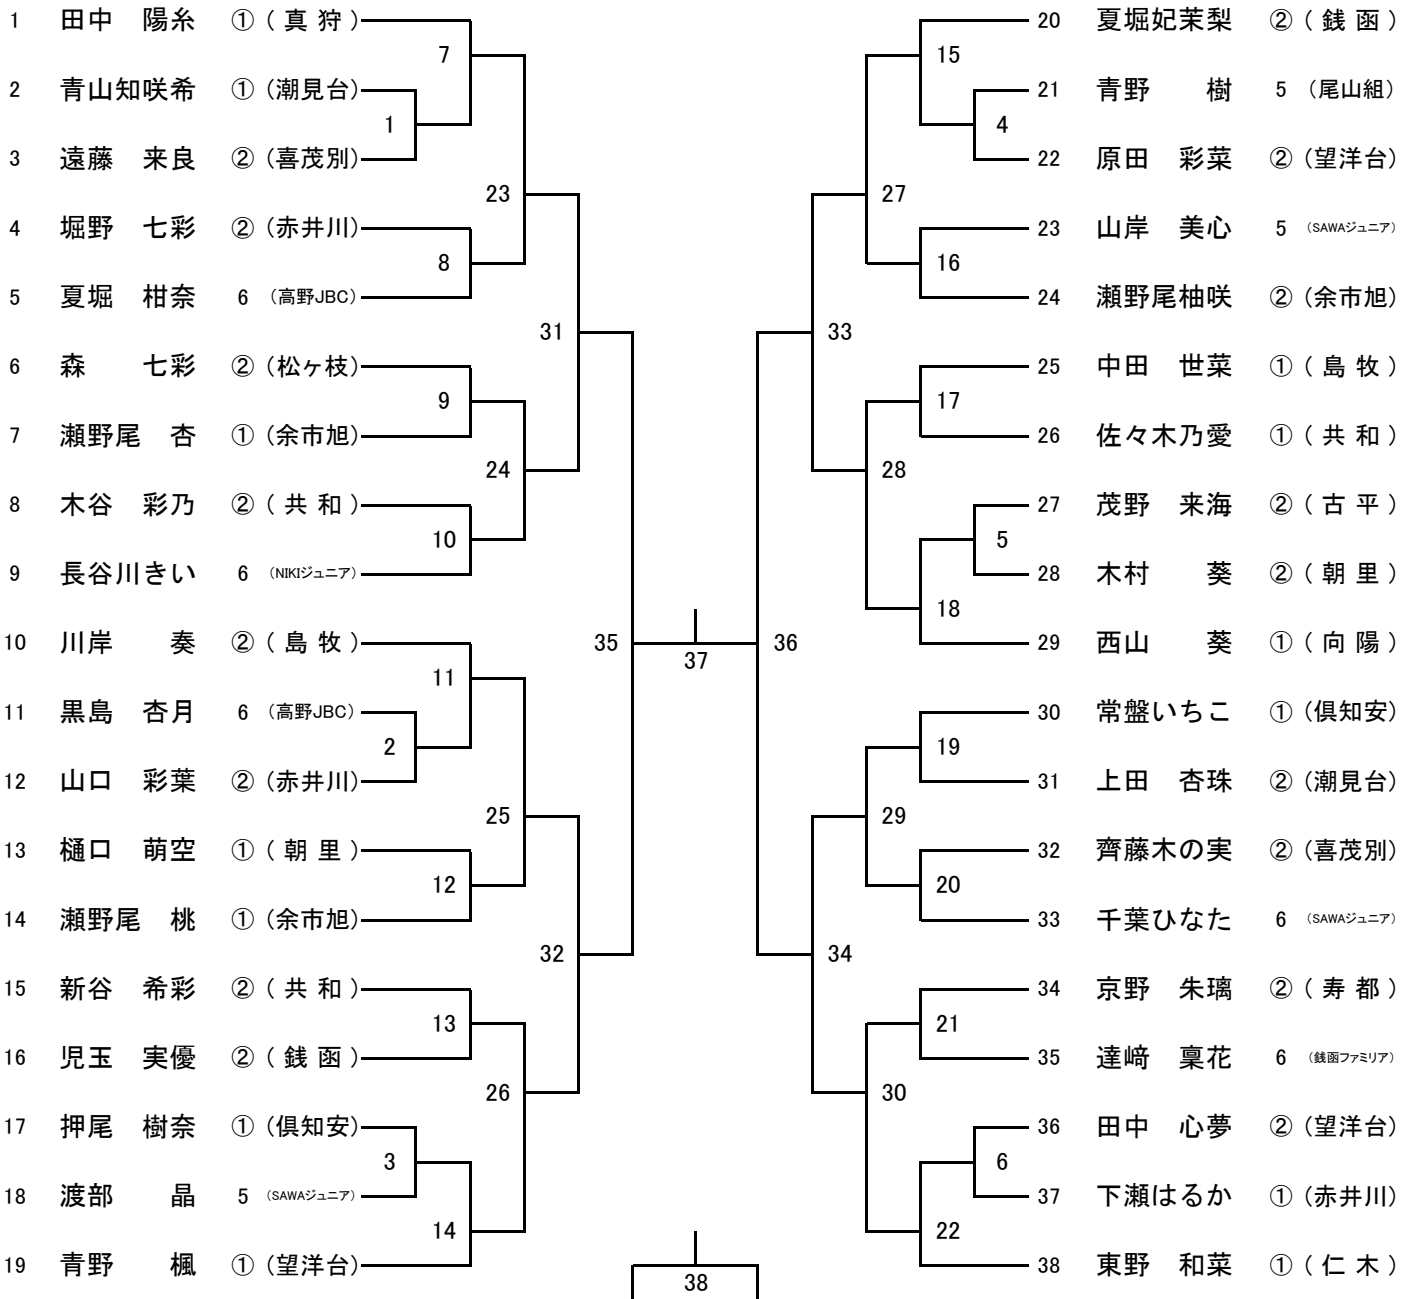 1 田中 陽糸 ① ( 真 狩 )
7
2 青山知咲希 ① (潮見台)
1
3 遠藤 来良 ② (喜茂別)
23
4 堀野 七彩 ② (赤井川)
8
5 夏堀 柑奈 6 (高野JBC)
31
6 森 七彩 ② (松ヶ枝)
9
7 瀬野尾 杏 ① (余市旭)
24
8 木谷 彩乃 ② ( 共 和 )
10
9 長谷川きい 6 (NIKIジュニア)
10 川岸 奏 ② ( 島 牧 )
35
11
11 黒島 杏月 6 (高野JBC)
2
12 山口 彩葉 ② (赤井川)
25
13 樋口 萌空 ① ( 朝 里 )
12
14 瀬野尾 桃 ① (余市旭)
32
15 新谷 希彩 ② ( 共 和 )
13
16 児玉 実優 ② ( 銭 函 )
26
17 押尾 樹奈 ① (倶知安)
3
18 渡部 晶 5 (SAWAジュニア)
14
19 青野 楓 ① (望洋台)
37
38
20 夏堀妃茉梨 ② ( 銭 函 )
15
21 青野 樹 5 (尾山組)
4
22 原田 彩菜 ② (望洋台)
27
23 山岸 美心 5 (SAWAジュニア)
16
24 瀬野尾柚咲 ② (余市旭)
33
25 中田 世菜 ① ( 島 牧 )
17
26 佐々木乃愛 ① ( 共 和 )
28
27 茂野 来海 ② ( 古 平 )
5
28 木村 葵 ② ( 朝 里 )
18
29 西山 葵 ① ( 向 陽 )
36
30 常盤いちこ ① (倶知安)
19
31 上田 杏珠 ② (潮見台)
29
32 齊藤木の実 ② (喜茂別)
20
33 千葉ひなた 6 (SAWAジュニア)
34
34 京野 朱璃 ② ( 寿 都 )
21
35 達﨑 稟花 6 (銭函ファミリア)
30
36 田中 心夢 ② (望洋台)
6
37 下瀬はるか ① (赤井川)
22
38 東野 和菜 ① ( 仁 木 )